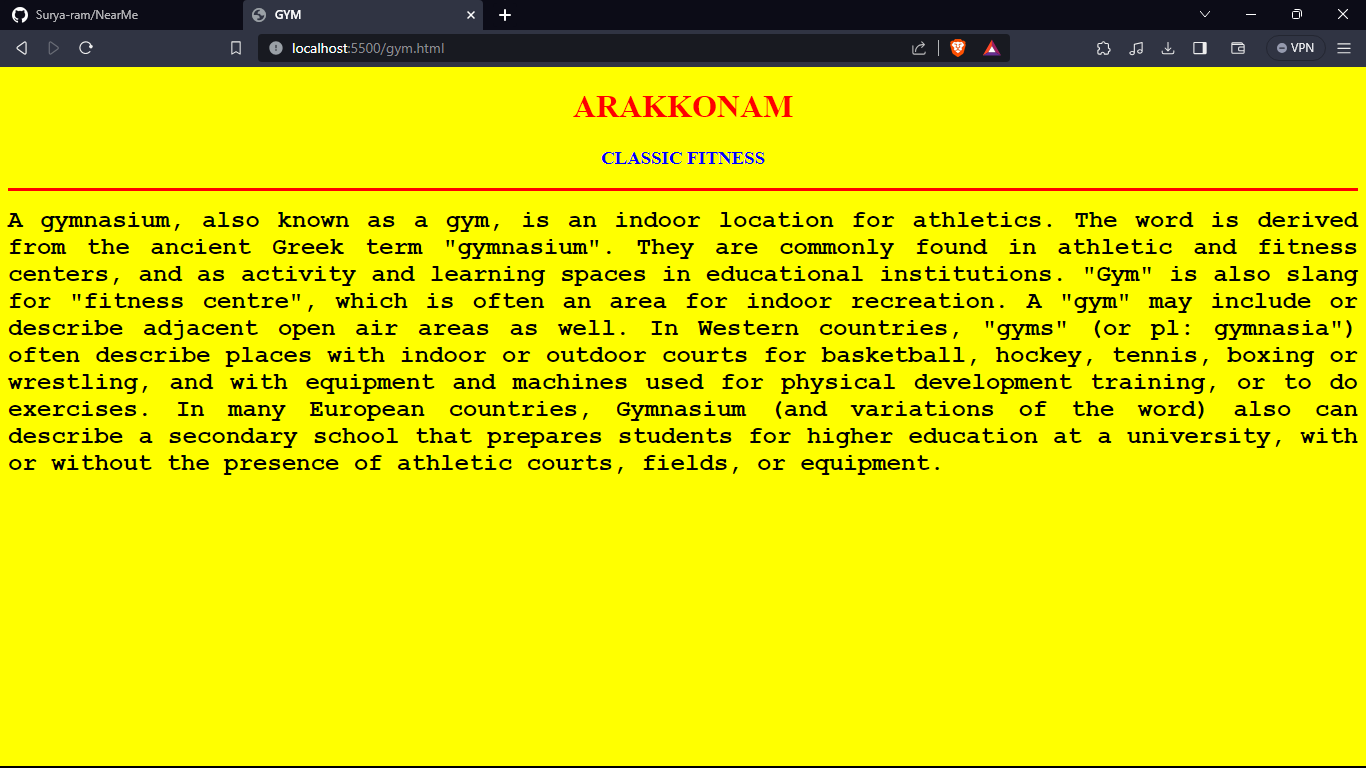 Surya-ram/NearMe
GYM
localhost:5500/gym.html
VPN
ARAKKONAM
CLASSIC FITNESS
A gymnasium, also known as a gym, is an indoor location for athletics. The word is derived
from the ancient Greek term "gymnasium". They are commonly found in athletic and fitness
centers, and as activity and learning spaces in educational institutions. "Gym" is also slang
for "fitness centre", which is often an area for indoor recreation. A "gym" may include or
describe adjacent open air areas as well. In Western countries, "gyms" (or pl: gymnasia")
often describe places with indoor or outdoor courts for basketball, hockey, tennis, boxing or
wrestling, and with equipment and machines used for physical development training, or to do
exercises. In many European countries, Gymnasium (and variations of the word) also can
describe a secondary school that prepares students for higher education at a university, with
or without the presence of athletic courts, fields, or equipment.